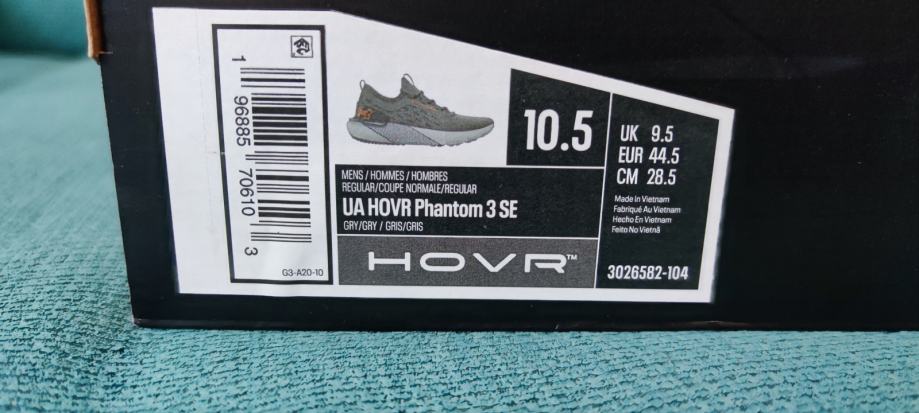 1 96885 70610 3
G3-A20-10
10.5
MENS / HOMMES / HOMBRES
REGULAR/COUPE NORMALE/REGULAR
UA HOVR Phantom 3 SE
GRY/GRY / GRIS/GRIS
HOVR™
UK 9.5
EUR 44.5
CM 28.5
Made in Vietnam
Fabriqué Au Vietnam
Hecho En Vietnam
Feito No Vietnã
3026582-104